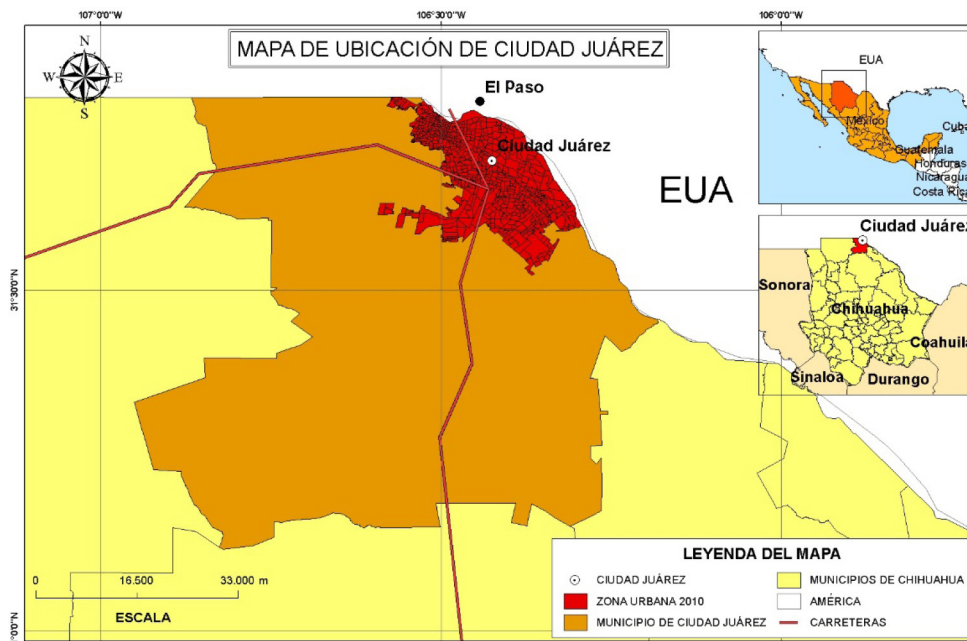 107°0'0"W
106°30'0"W
106°0'0"W
MAPA DE UBICACIÓN DE CIUDAD JUÁREZ
N
W
E
S
El Paso
Ciudad Juárez
EUA
31°30'0"N
0°0'N
EUA
México
Cuba
Guatemala
Honduras
Nicaragua
Costa Rica
Ciudad Juárez
Sonora
Chihuahua
Coahuila
Sinaloa
Durango
0 16.500 33.000 m
ESCALA
LEYENDA DEL MAPA
CIUDAD JUÁREZ
ZONA URBANA 2010
MUNICIPIO DE CIUDAD JUÁREZ
MUNICIPIOS DE CHIHUAHUA
AMÉRICA
CARRETERAS